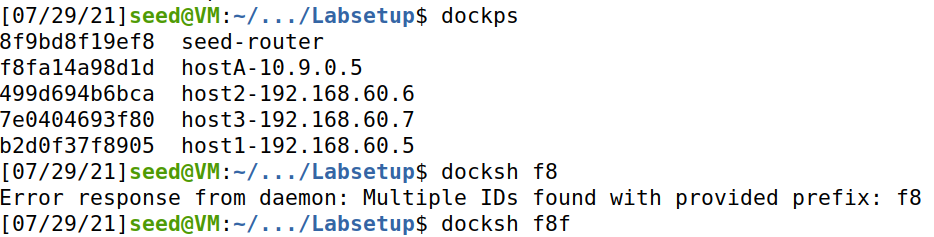 [07/29/21]seed@VM:~/.../Labsetup$ dockps
8f9bd8f19ef8  seed-router
f8fa14a98d1d  hostA-10.9.0.5
499d694b6bca  host2-192.168.60.6
7e0404693f80  host3-192.168.60.7
b2d0f37f8905  host1-192.168.60.5
[07/29/21]seed@VM:~/.../Labsetup$ docksh f8
Error response from daemon: Multiple IDs found with provided prefix: f8
[07/29/21]seed@VM:~/.../Labsetup$ docksh f8f